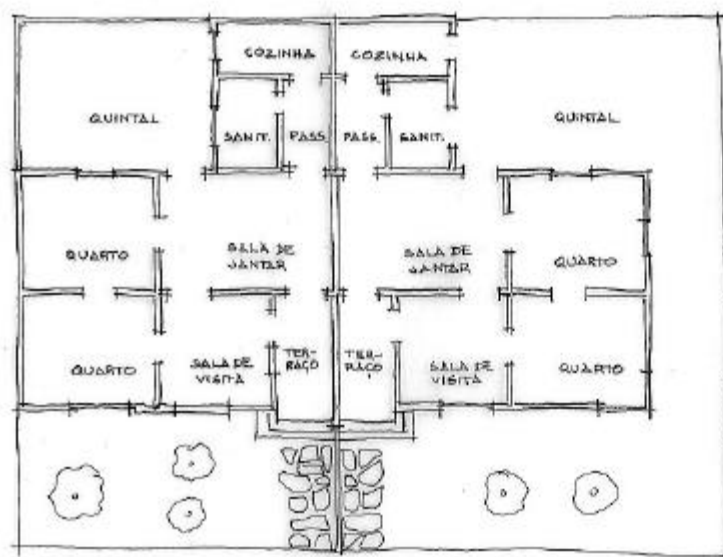 COZINHA
COZINHA
QUINTAL
SANIT.
PASS.
PASS.
SANIT.
QUINTAL
QUARTO
SALA DE
JANTAR
SALA DE
JANTAR
QUARTO
QUARTO
SALA DE
VISITA
TER-
RAÇO
TER-
RAÇO
SALA DE
VISITA
QUARTO